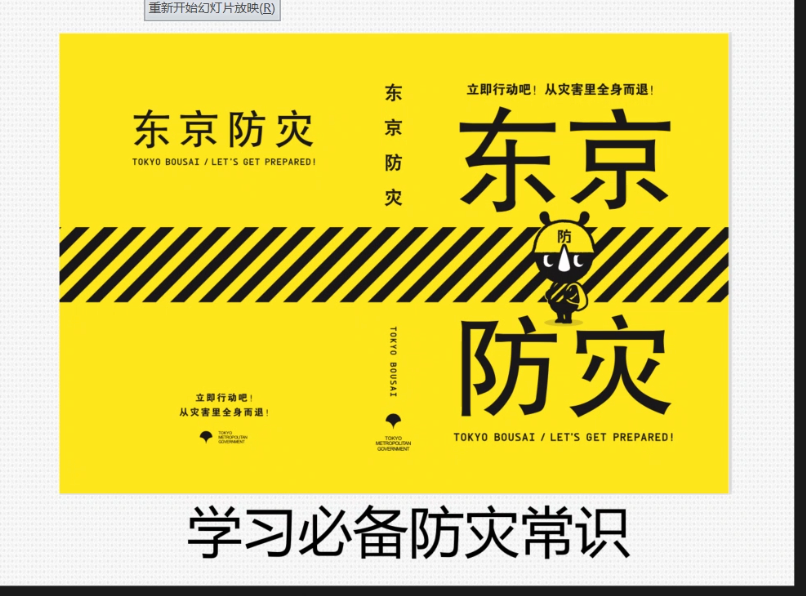 重新开始幻灯片放映(R)
东京防灾
TOKYO BOUSAI / LET'S GET PREPARED!
立即行动吧!
从灾害里全身而退!
TOKYO
METROPOLITAN
GOVERNMENT
东京防灾
TOKYO BOUSAI
TOKYO
METROPOLITAN
GOVERNMENT
立即行动吧! 从灾害里全身而退!
东京
防
防灾
TOKYO BOUSAI / LET'S GET PREPARED!
学习必备防灾常识